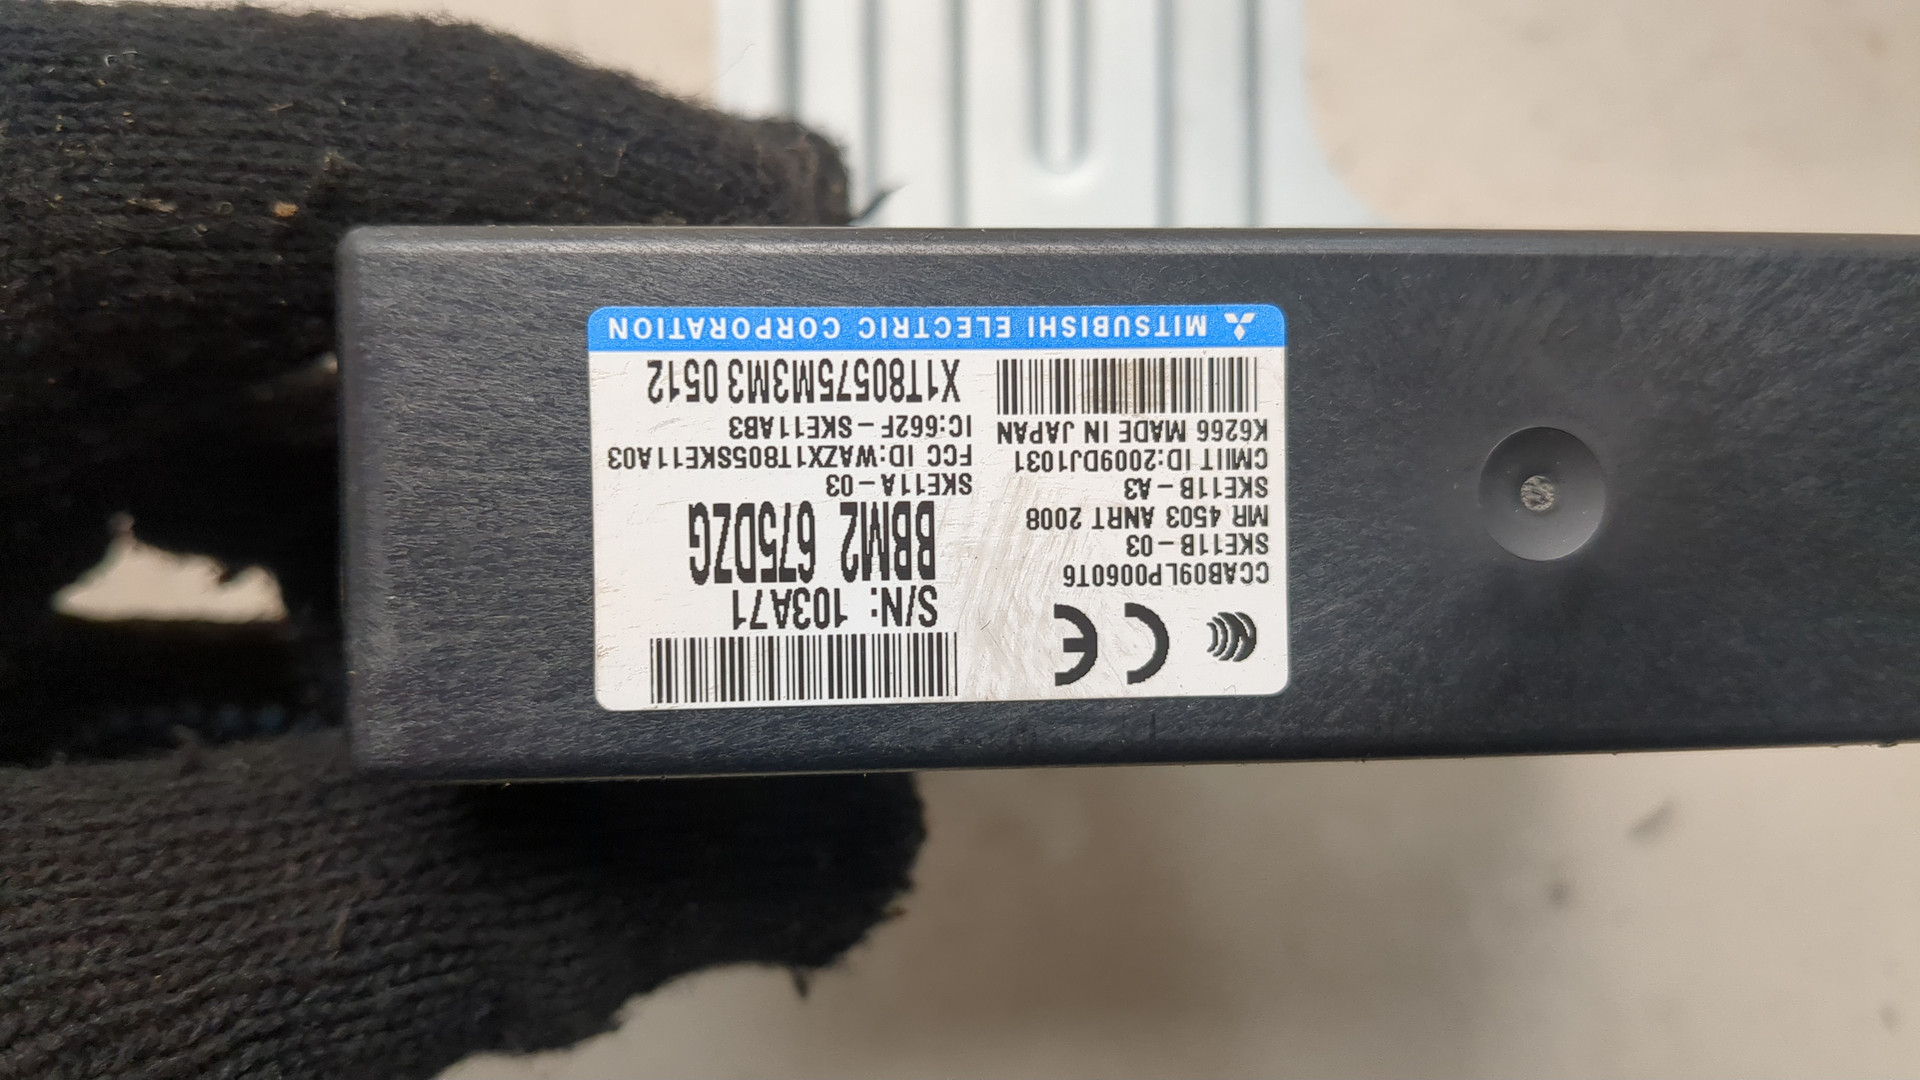 CE
CCAB09LP0060T6
SKE11B-03
MR 4503 ANRT 2008
SKE11B-A3
CMIIT ID:2009DJ1031
K6266 MADE IN JAPAN
S/N: 103A71
BBM2 675DZG
SKE11A-03
FCC ID:WAZX1T805SKE11A03
IC:662F-SKE11AB3
X1T80575M3M3 0512
MITSUBISHI ELECTRIC CORPORATION